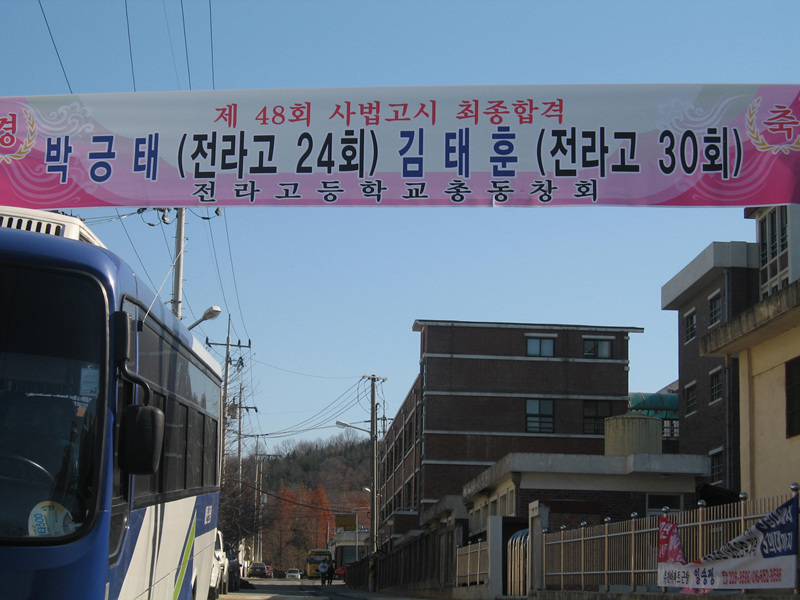 제 48회 사법고시 최종합격
경 박긍태 (전라고 24회) 김태훈 (전라고 30회) 축
전라고등학교총동창회